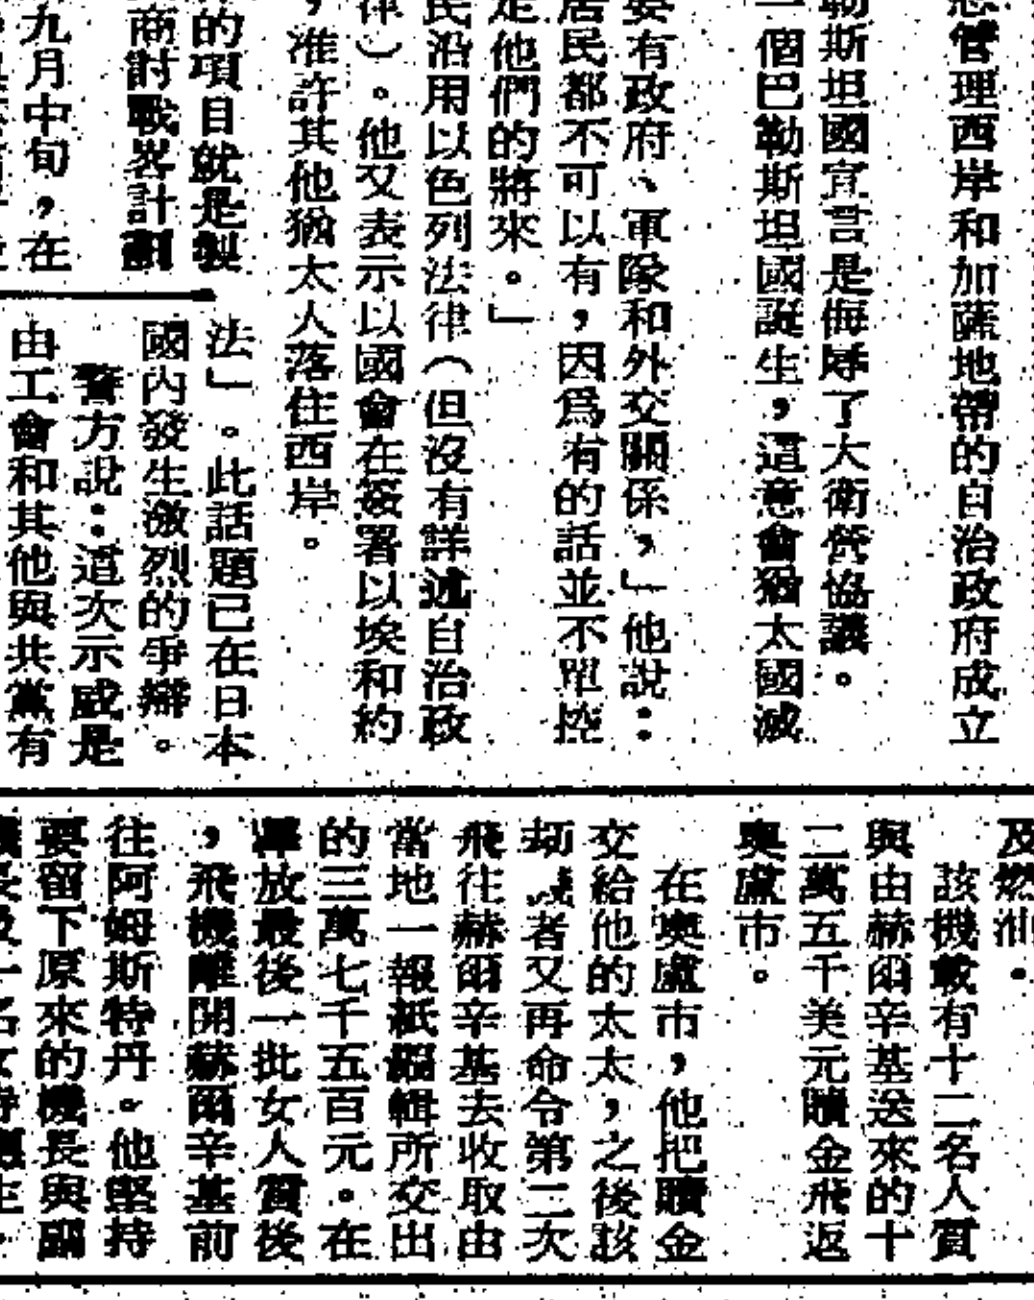 管理西岸和加薩地帶的自治政府成立
勒斯坦國宣言是侮辱了大衛營協議。
一個巴勒斯坦國誕生，這意會猶太國滅
要有政府、軍隊和外交關係，」他說：
居民都不可以有，因爲有的話並不單控
是他們的將來。」
民沿用以色列法律（但沒有詳述自治政
律）。他又表示以國會在簽署以埃和約
，准許其他猶太人落住西岸。
的項目就是製
商討戰畧計劃
九月中旬，在
法」。此話題已在日本
國內發生激烈的爭辯。
警方說：這次示威是
由工會和其他與共黨有
及燃油。
該機載有十二名人質
與由赫爾辛基送來的十
二萬五千美元贖金飛返
奧盧市。
在奧盧市，他把贖金
交給他的太太，之後該
刼機者又再命令第二次
飛往赫爾辛基去收取由
當地一報紙編輯所交出
的三萬七千五百元。在
釋放最後一批女人質後
，飛機離開赫爾辛基前
往阿姆斯特丹。他堅持
要留下原來的機長與副